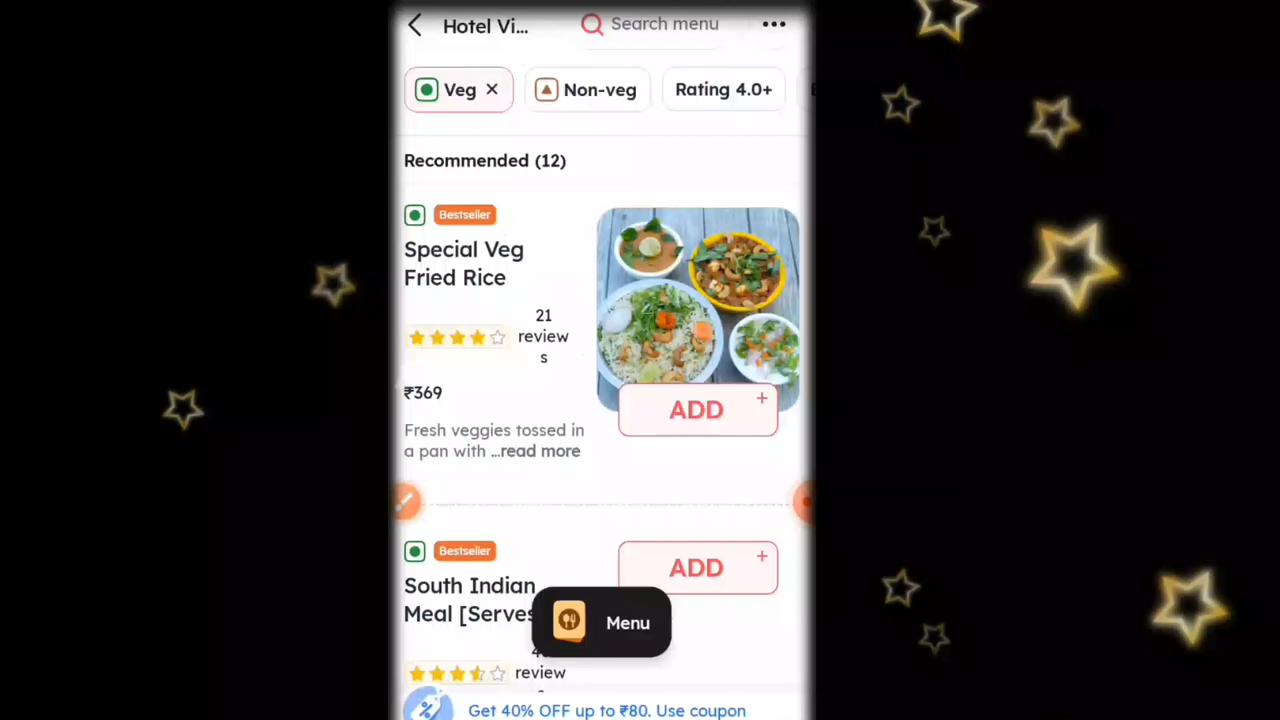 Hotel Vi...
Search menu
Veg
Non-veg
Rating 4.0+
Recommended (12)
Bestseller
Special Veg
Fried Rice
21
review
s
₹369
Fresh veggies tossed in
a pan with ...read more
ADD +
Bestseller
South Indian
Meal [Serves
ADD +
Menu
review
Get 40% OFF up to ₹80. Use coupon